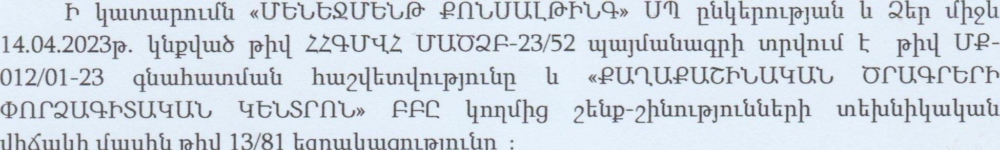 Ի կատարումն «ՄԵՆԵՋՄԵՆԹ ՔՈՆՍԱԼԹԻՆԳ» ՍՊ ընկերության և Ձեր միջև
14.04.2023թ. կնքված թիվ ՀՀԳՄՎՀ ՄԱԾՁԲ-23/52 պայմանագրի տրվում է թիվ ՄՔ-
012/01-23 գնահատման հաշվետվությունը և «ՔԱՂԱՔԱՇԻՆԱԿԱՆ ԾՐԱԳՐԵՐԻ
ՓՈՐՁԱԳԻՏԱԿԱՆ ԿԵՆՏՐՈՆ» ԲԲԸ կողմից շենք-շինությունների տեխնիկական
վիճակի մասին թիվ 13/81 եզրակացությունը :